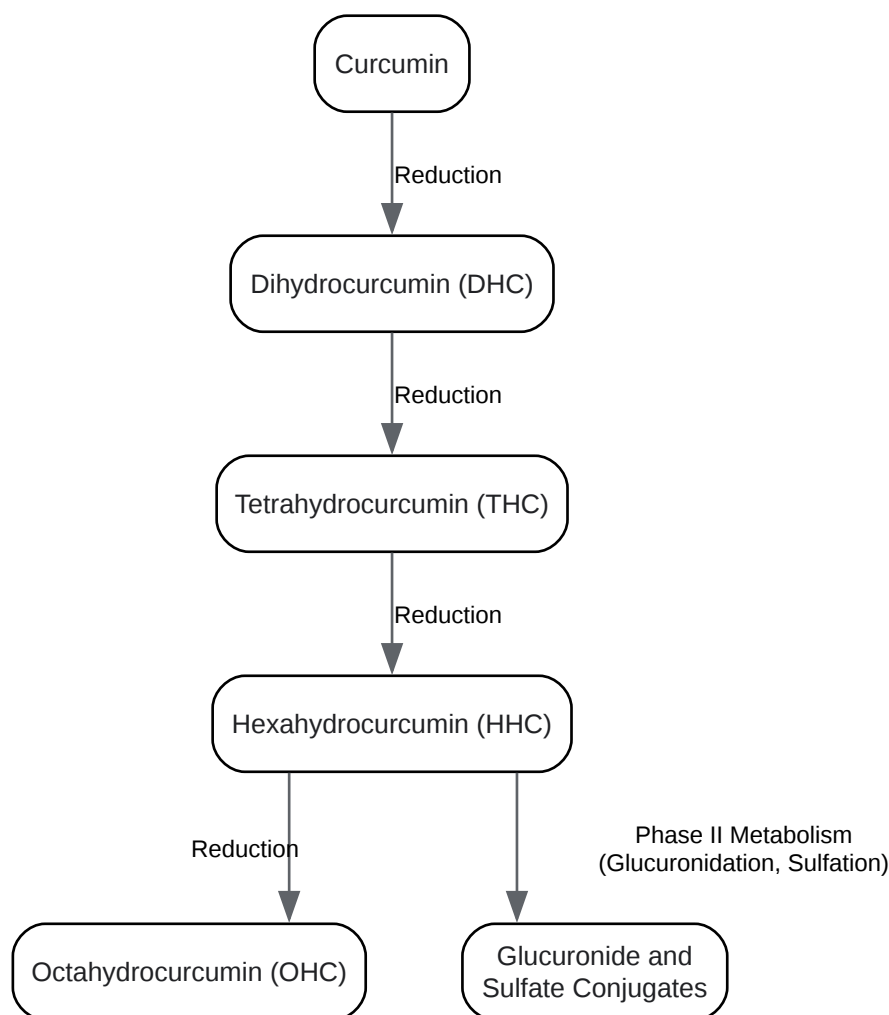 Curcumin
Reduction
Dihydrocurcumin (DHC)
Reduction
Tetrahydrocurcumin (THC)
Reduction
Hexahydrocurcumin (HHC)
Reduction
Phase II Metabolism
(Glucuronidation, Sulfation)
Octahydrocurcumin (OHC)
Glucuronide and
Sulfate Conjugates